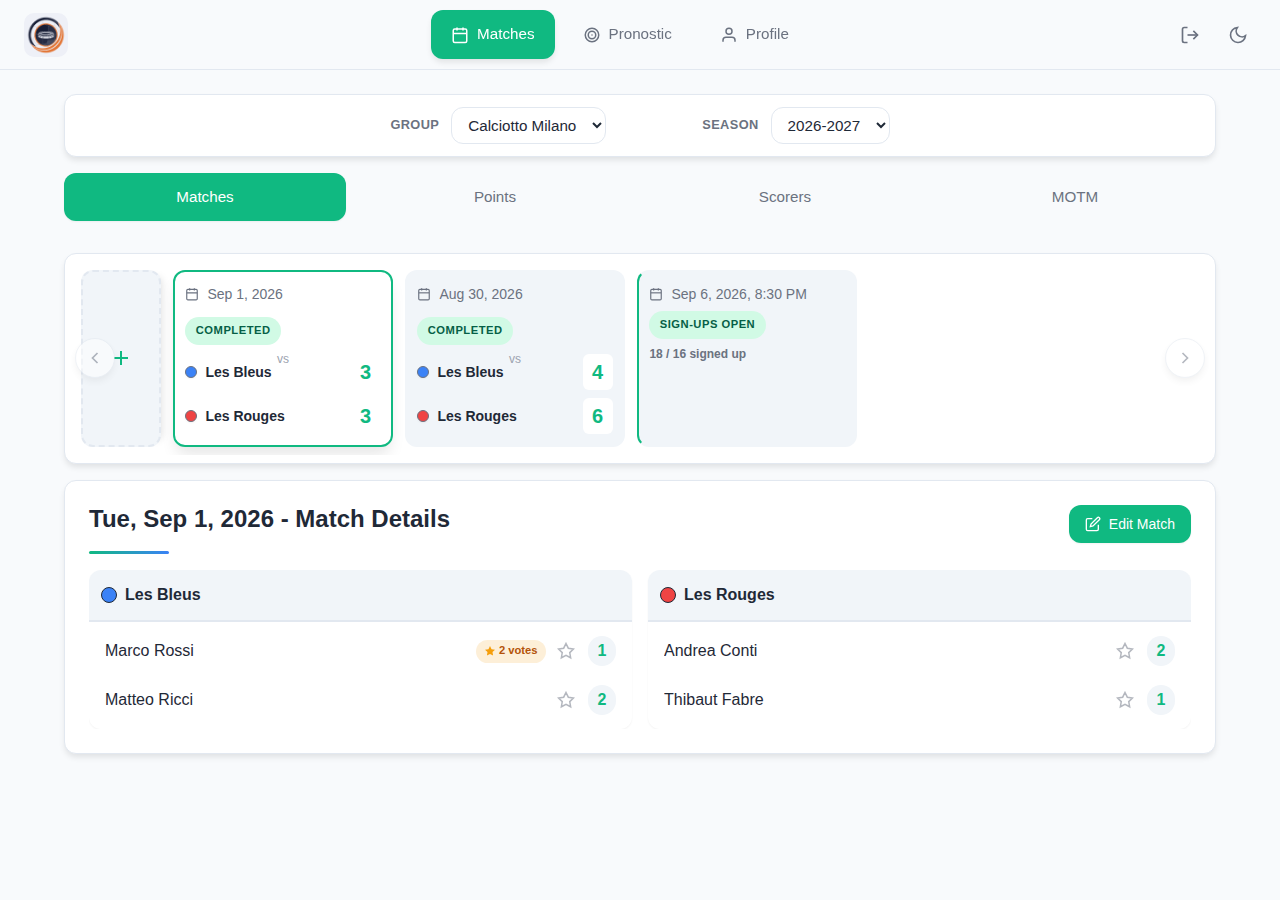 Matches
Pronostic
Profile
GROUP
Calciotto Milano
SEASON
2026-2027
Matches
Points
Scorers
MOTM
+
Sep 1, 2026
COMPLETED
vs
Les Bleus 3
Les Rouges 3
Aug 30, 2026
COMPLETED
vs
Les Bleus 4
Les Rouges 6
Sep 6, 2026, 8:30 PM
SIGN-UPS OPEN
18 / 16 signed up
Tue, Sep 1, 2026 - Match Details
Edit Match
Les Bleus
Marco Rossi 2 votes 1
Matteo Ricci 2
Les Rouges
Andrea Conti 2
Thibaut Fabre 1